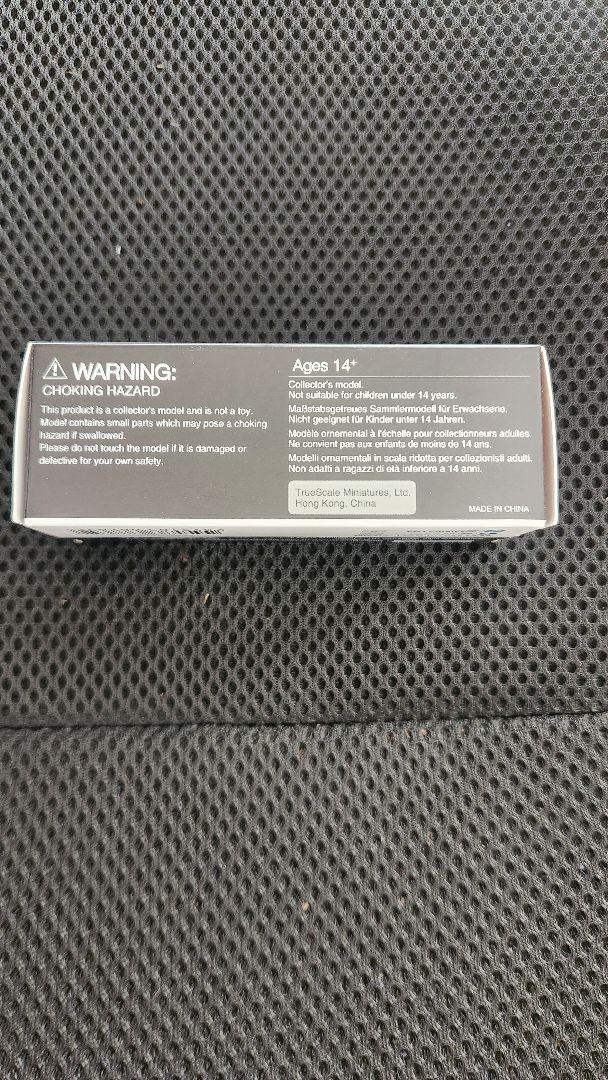 WARNING:
CHOKING HAZARD
This product is a collector's model and is not a toy.
Model contains small parts which may pose a choking
hazard if swallowed.
Please do not touch the model if it is damaged or
defective for your own safety.
Ages 14+
Collector's model.
Not suitable for children under 14 years.
Maßstabsgetreues Sammlermodell für Erwachsene.
Nicht geeignet für Kinder unter 14 Jahren.
Modèle ornemental à l'échelle pour collectionneurs adultes.
Ne convient pas aux enfants de moins de 14 ans.
Modelli ornamentali in scala ridotta per collezionisti adulti.
Non adatti a ragazzi di età inferiore a 14 anni.
TrueScale Miniatures, Ltd.
Hong Kong, China
MADE IN CHINA